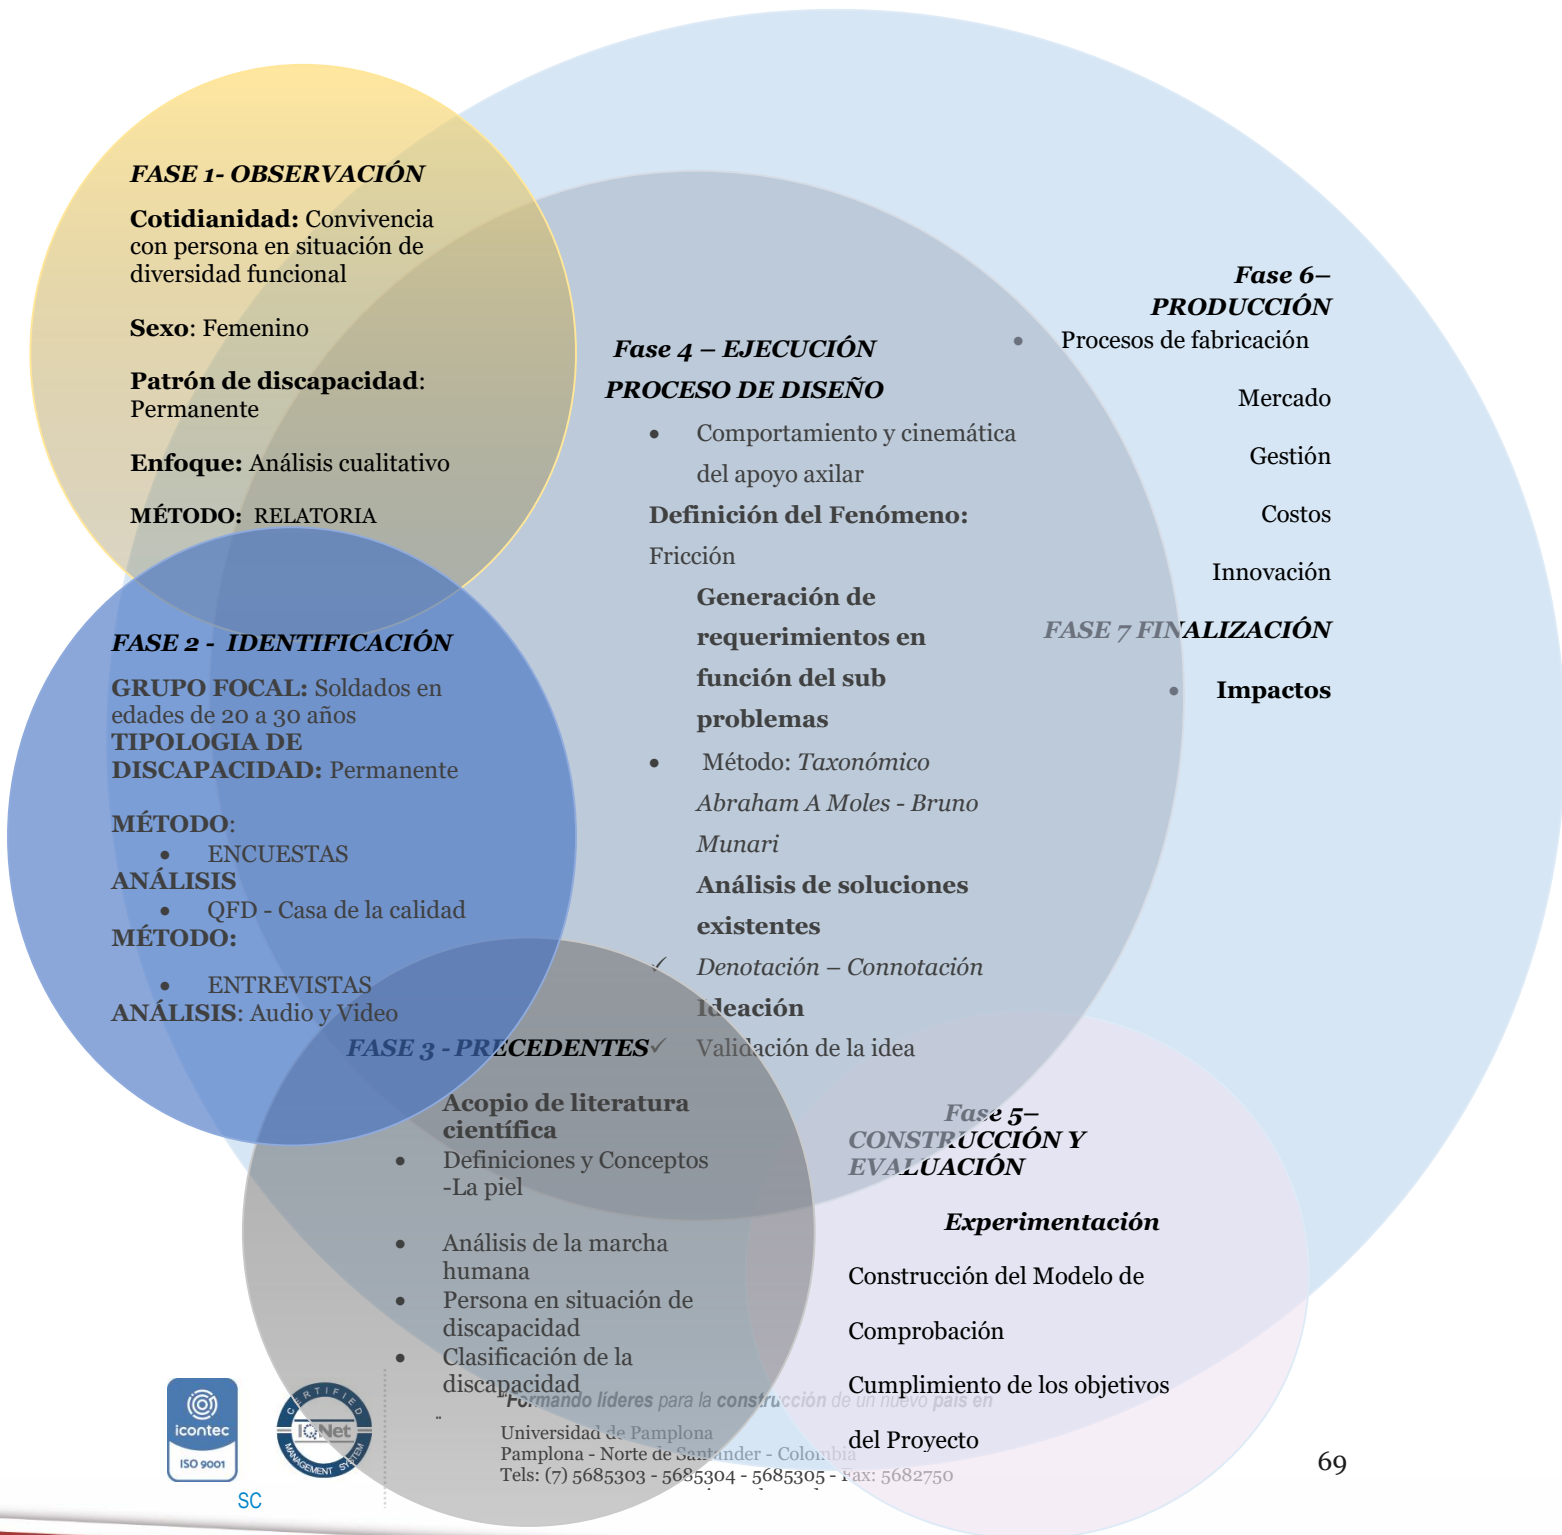 FASE 1- OBSERVACIÓN
Cotidianidad: Convivencia
con persona en situación de
diversidad funcional
Sexo: Femenino
Patrón de discapacidad:
Permanente
Enfoque: Análisis cualitativo
MÉTODO: RELATORIA
FASE 2 - IDENTIFICACIÓN
GRUPO FOCAL: Soldados en
edades de 20 a 30 años
TIPOLOGIA DE
DISCAPACIDAD: Permanente
MÉTODO:
• ENCUESTAS
ANÁLISIS
• QFD - Casa de la calidad
MÉTODO:
• ENTREVISTAS
ANÁLISIS: Audio y Video
FASE 3 - PRECEDENTES
Acopio de literatura
científica
• Definiciones y Conceptos
-La piel
• Análisis de la marcha
humana
• Persona en situación de
discapacidad
• Clasificación de la
discapacidad
Fase 4 – EJECUCIÓN
PROCESO DE DISEÑO
• Comportamiento y cinemática
del apoyo axilar
Definición del Fenómeno:
Fricción
Generación de
requerimientos en
función del sub
problemas
• Método: Taxonómico
Abraham A Moles - Bruno
Munari
Análisis de soluciones
existentes
✓ Denotación – Connotación
Ideación
✓ Validación de la idea
Fase 5–
CONSTRUCCIÓN Y
EVALUACIÓN
Experimentación
Construcción del Modelo de
Comprobación
Cumplimiento de los objetivos
del Proyecto
Fase 6–
PRODUCCIÓN
• Procesos de fabricación
Mercado
Gestión
Costos
Innovación
FASE 7 FINALIZACIÓN
• Impactos
icontec
ISO 9001
CERTIFIED
IQNet
MANAGEMENT SYSTEM
SC
"Formando líderes para la construcción de un nuevo país en
Universidad de Pamplona
Pamplona - Norte de Santander - Colombia
Tels: (7) 5685303 - 5685304 - 5685305 - Fax: 5682750
69